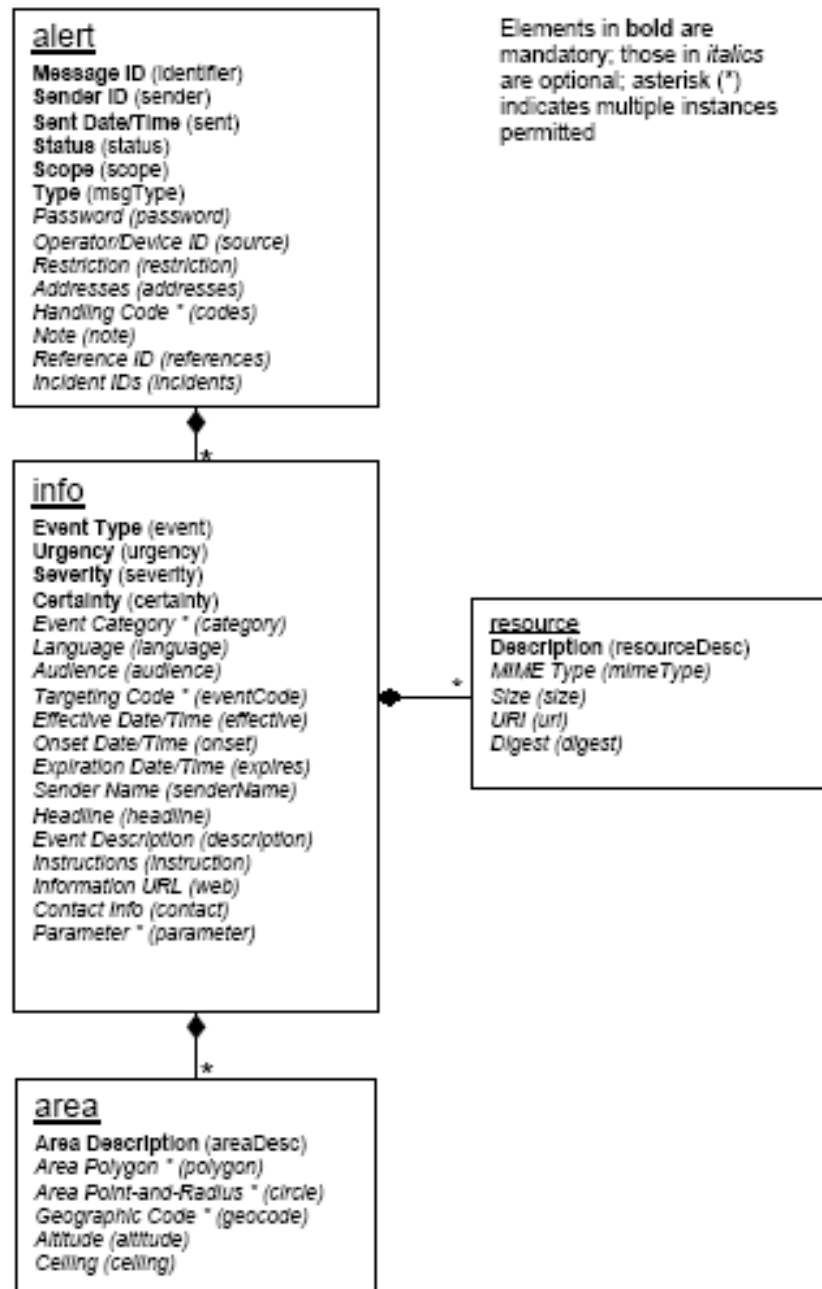 alert
Message ID (identifier)
Sender ID (sender)
Sent Date/Time (sent)
Status (status)
Scope (scope)
Type (msgType)
Password (password)
Operator/Device ID (source)
Restriction (restriction)
Addresses (addresses)
Handling Code * (codes)
Note (note)
Reference ID (references)
Incident IDs (incidents)
Elements in bold are
mandatory; those in italics
are optional; asterisk (*)
indicates multiple instances
permitted
*
info
Event Type (event)
Urgency (urgency)
Severity (severity)
Certainty (certainty)
Event Category * (category)
Language (language)
Audience (audience)
Targeting Code * (eventCode)
Effective Date/Time (effective)
Onset Date/Time (onset)
Expiration Date/Time (expires)
Sender Name (senderName)
Headline (headline)
Event Description (description)
Instructions (instruction)
Information URL (web)
Contact Info (contact)
Parameter * (parameter)
*
resource
Description (resourceDesc)
MIME Type (mimeType)
Size (size)
URI (uri)
Digest (digest)
*
area
Area Description (areaDesc)
Area Polygon * (polygon)
Area Point-and-Radius * (circle)
Geographic Code * (geocode)
Altitude (altitude)
Ceiling (ceiling)